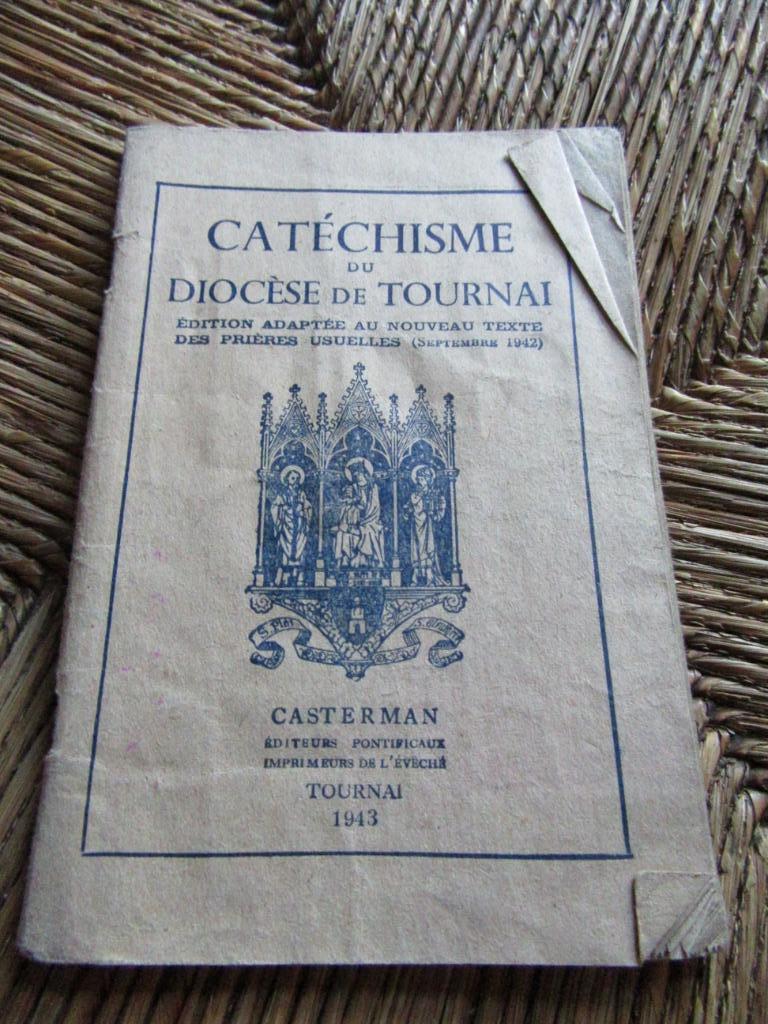 CATÉCHISME
DU
DIOCÈSE DE TOURNAI
ÉDITION ADAPTÉE AU NOUVEAU TEXTE
DES PRIÈRES USUELLES (SEPTEMBRE 1942)
S. Piat
CASTERMAN
ÉDITEURS PONTIFICAUX
IMPRIMEURS DE L'ÉVÊCHÉ
TOURNAI
1943